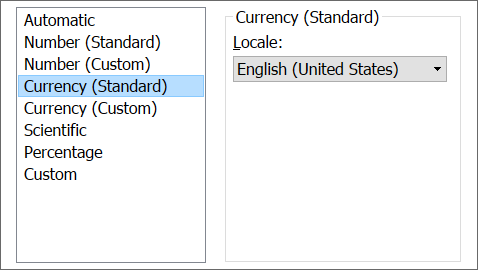 Automatic
Number (Standard)
Number (Custom)
Currency (Standard)
Currency (Custom)
Scientific
Percentage
Custom
Currency (Standard)
Locale:
English (United States)